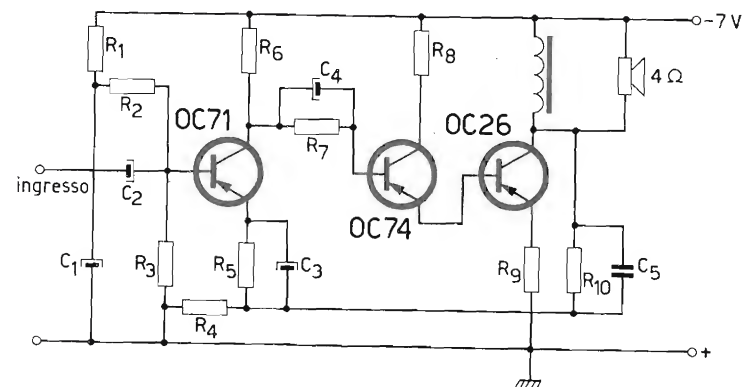 −7 V
R1
R6
R8
4 Ω
C4
R2
OC71
R7
OC26
ingresso
C2
OC74
C1
R3
R5
C3
R9
R10
C5
R4
+